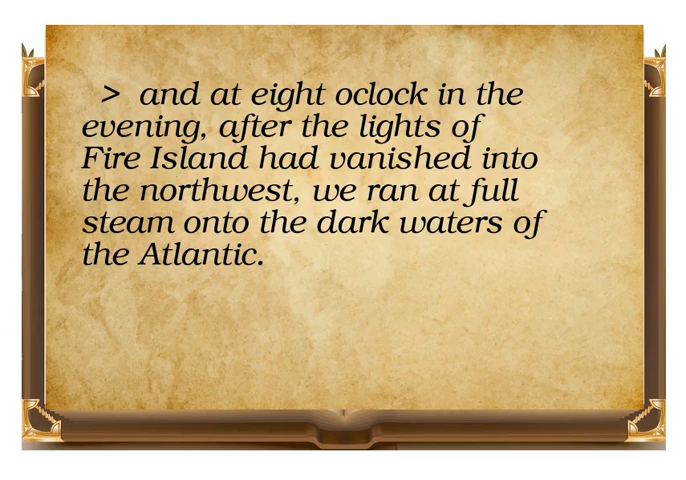 > and at eight oclock in the
evening, after the lights of
Fire Island had vanished into
the northwest, we ran at full
steam onto the dark waters of
the Atlantic.